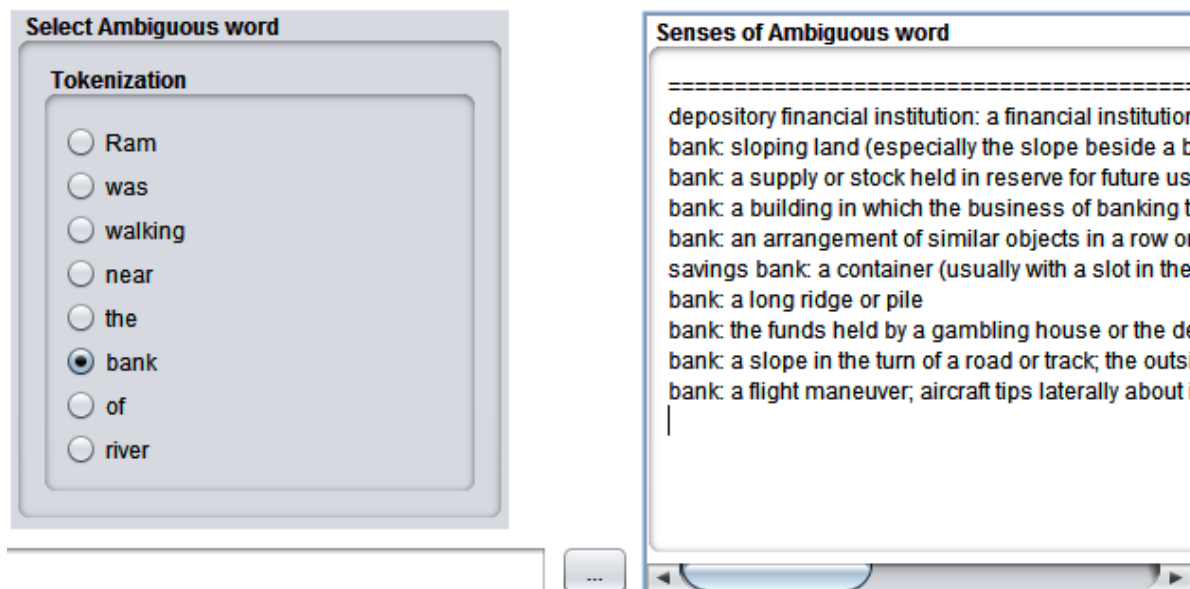 Select Ambiguous word
Tokenization
Ram
was
walking
near
the
bank
of
river
...
Senses of Ambiguous word
==========================================
depository financial institution: a financial institution
bank: sloping land (especially the slope beside a b
bank: a supply or stock held in reserve for future us
bank: a building in which the business of banking t
bank: an arrangement of similar objects in a row or
savings bank: a container (usually with a slot in the
bank: a long ridge or pile
bank: the funds held by a gambling house or the de
bank: a slope in the turn of a road or track; the outsi
bank: a flight maneuver; aircraft tips laterally about i